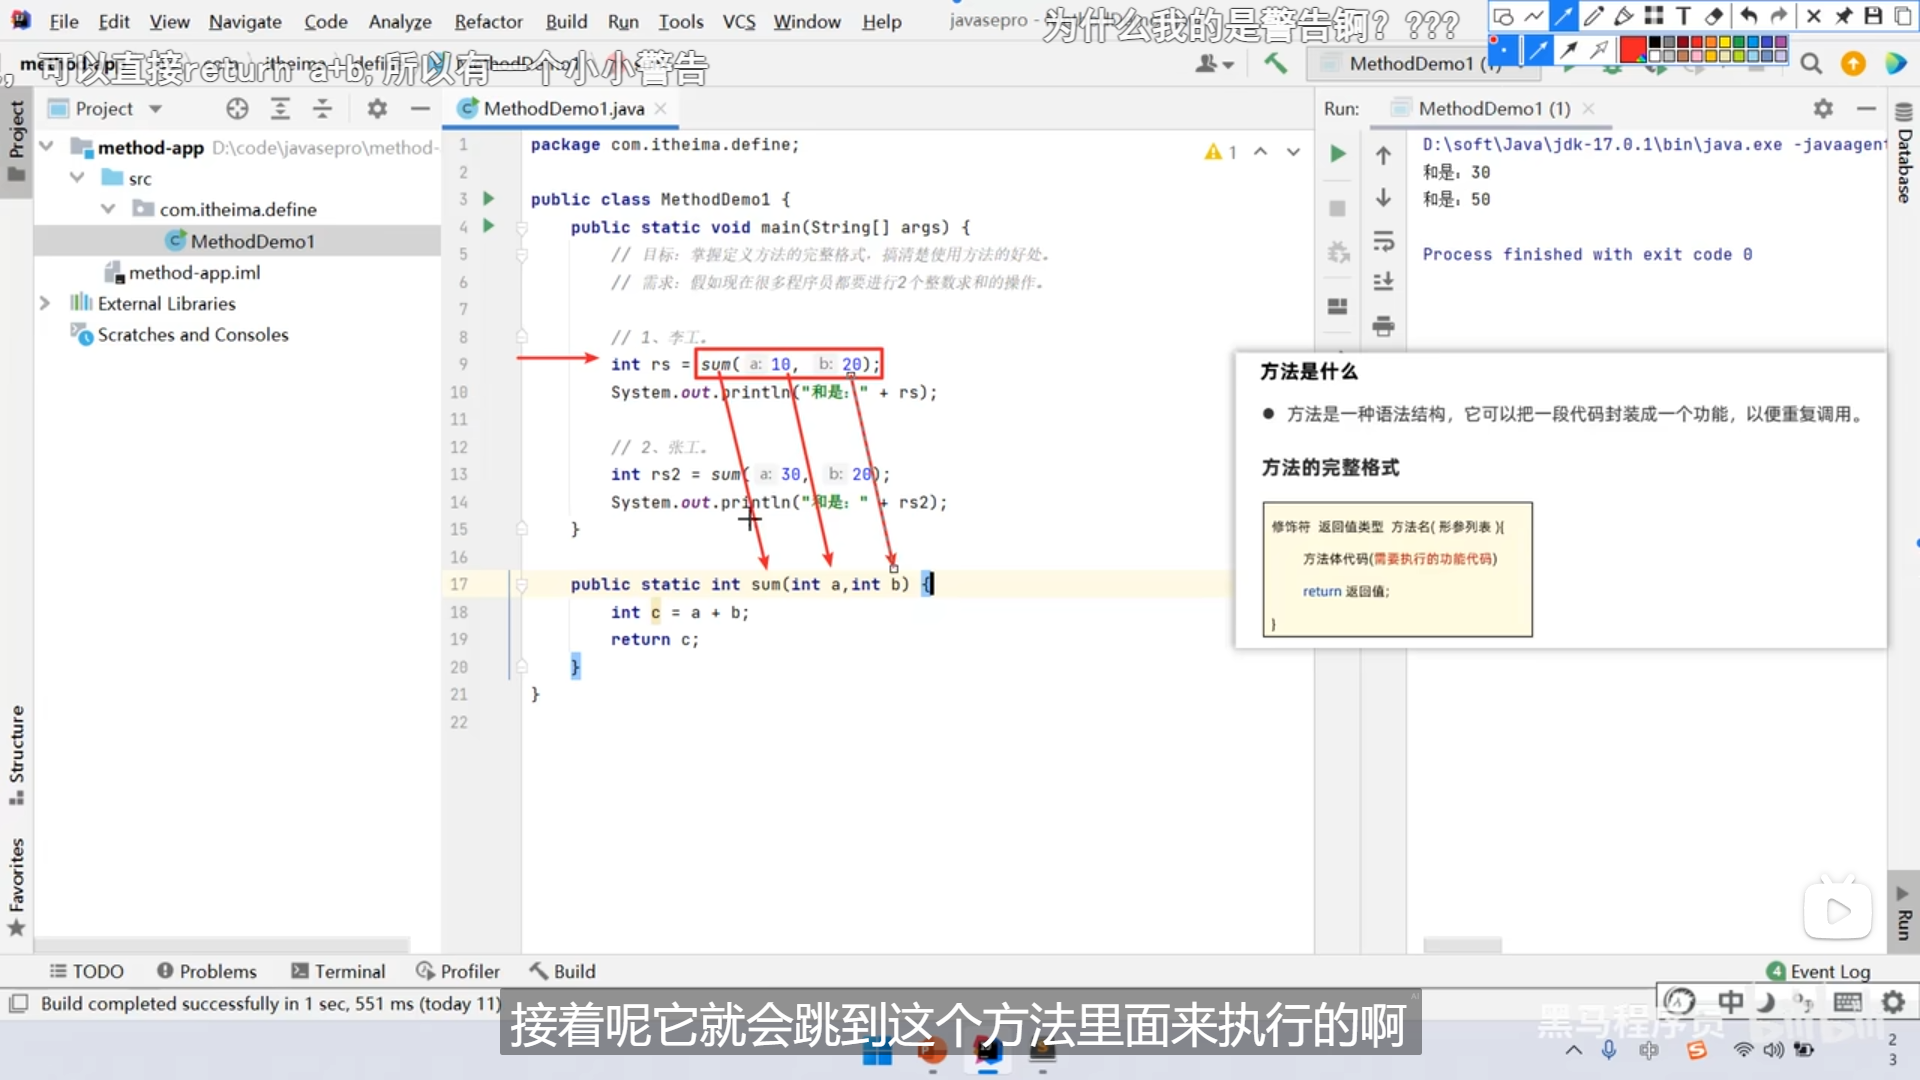 File Edit View Navigate Code Analyze Refactor Build Run Tools VCS Window Help
javasepro -
为什么我的是警告啊？???
可以直接return a+b,所以有一个小小警告
MethodDemo1 (1)
Project
Project
MethodDemo1.java
Run:
MethodDemo1 (1)
Database
method-app D:\code\javasepro\method-
src
com.itheima.define
MethodDemo1
method-app.iml
External Libraries
Scratches and Consoles
1 package com.itheima.define;
2
3 public class MethodDemo1 {
4 public static void main(String[] args) {
5 // 目标：掌握定义方法的完整格式，搞清楚使用方法的好处。
6 // 需求：假如现在很多程序员都要进行2个整数求和的操作。
7
8 // 1、李工。
9 int rs = sum( a: 10, b: 20);
10 System.out.println("和是：" + rs);
11
12 // 2、张工。
13 int rs2 = sum( a: 30, b: 20);
14 System.out.println("和是：" + rs2);
15 }
16
17 public static int sum(int a,int b) {
18 int c = a + b;
19 return c;
20 }
21 }
22
1
D:\soft\Java\jdk-17.0.1\bin\java.exe -javaagent
和是：30
和是：50
Process finished with exit code 0
方法是什么
● 方法是一种语法结构，它可以把一段代码封装成一个功能，以便重复调用。
方法的完整格式
修饰符 返回值类型 方法名( 形参列表 ){
方法体代码(需要执行的功能代码)
return 返回值;
}
Structure
Favorites
Run
TODO Problems Terminal Profiler Build
4 Event Log
Build completed successfully in 1 sec, 551 ms (today 11)
接着呢它就会跳到这个方法里面来执行的啊
中
黑马程序员
bilibili
中
2
3